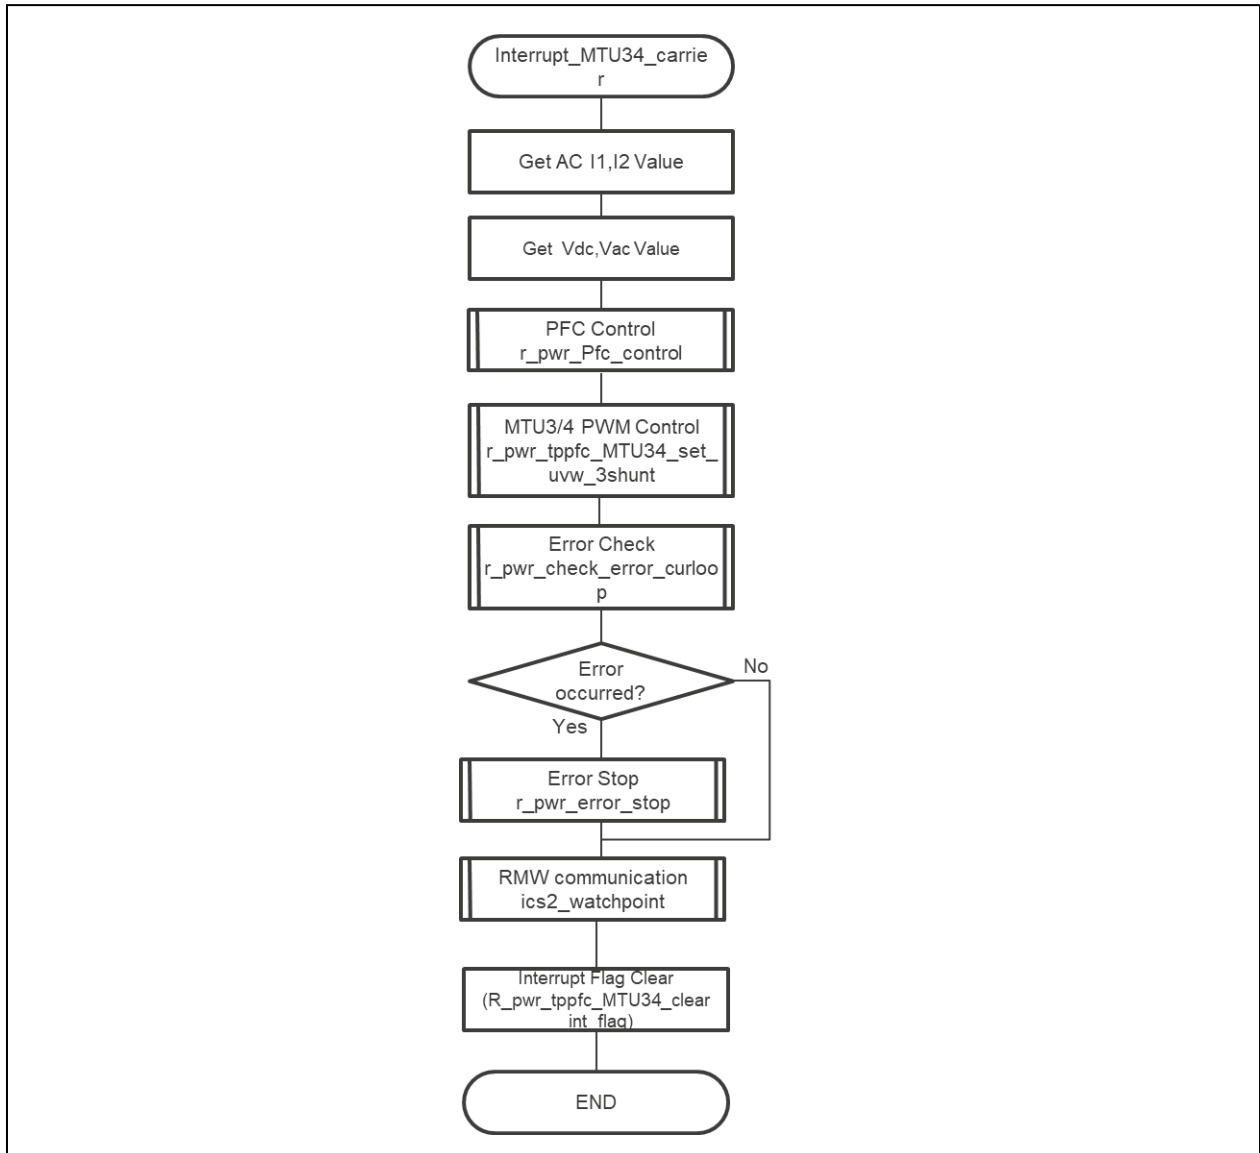 Interrupt_MTU34_carrie
r
Get AC I1,I2 Value
Get Vdc,Vac Value
PFC Control
r_pwr_Pfc_control
MTU3/4 PWM Control
r_pwr_tppfc_MTU34_set_
uvw_3shunt
Error Check
r_pwr_check_error_curloo
p
Error
occurred?
No
Yes
Error Stop
r_pwr_error_stop
RMW communication
ics2_watchpoint
Interrupt Flag Clear
(R_pwr_tppfc_MTU34_clear
int_flag)
END